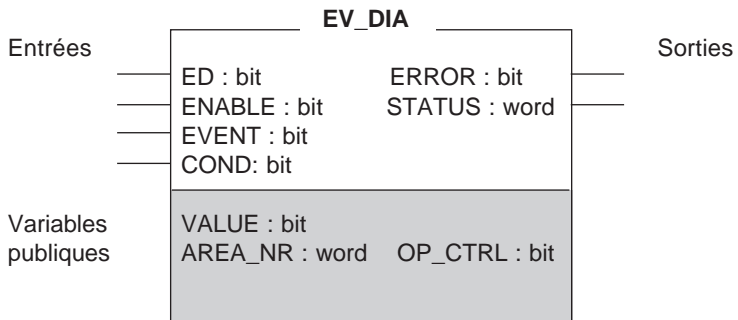 EV_DIA
Entrées Sorties
ED : bit ERROR : bit
ENABLE : bit STATUS : word
EVENT : bit
COND: bit
Variables VALUE : bit
publiques AREA_NR : word OP_CTRL : bit